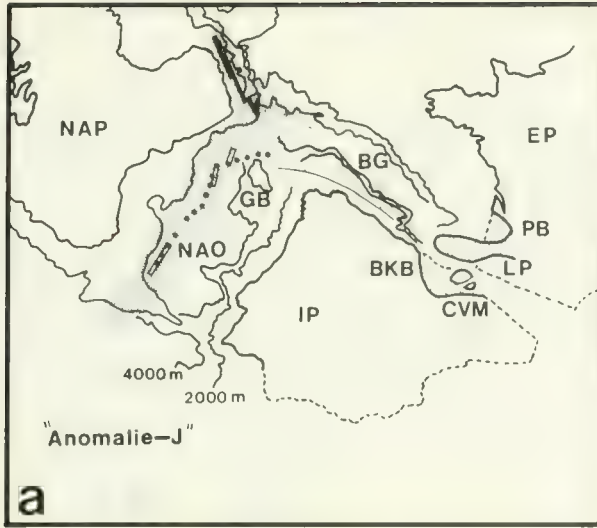 NAP
EP
BG
GB
PB
NAO
BKB
LP
IP
CVM
4000 m
2000 m
"Anomalie-J"
a